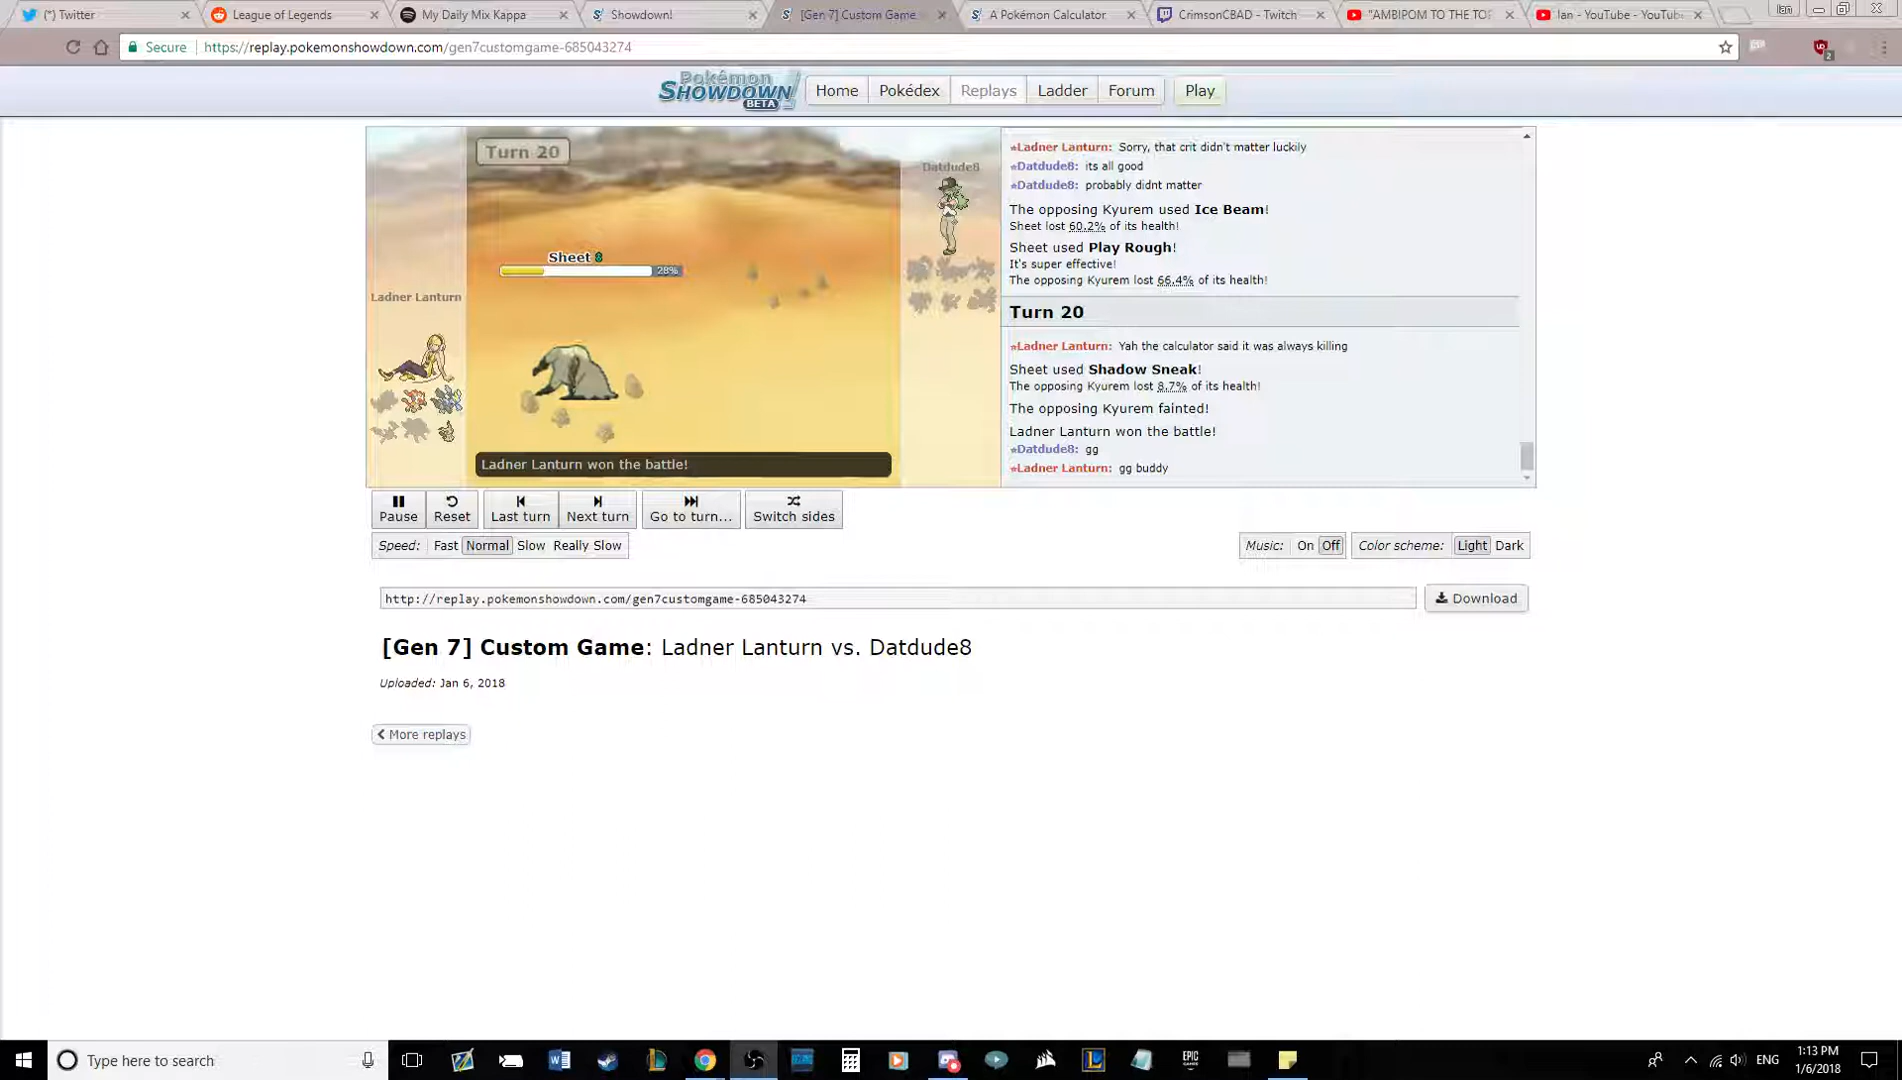 (*) Twitter
League of Legends
My Daily Mix Kappa
Showdown!
[Gen 7] Custom Game
A Pokémon Calculator
CrimsonCBAD - Twitch
"AMBIPOM TO THE TOP
Ian - YouTube - YouTub
Ian
Secure
https://replay.pokemonshowdown.com/gen7customgame-685043274
2
Pokémon
SHOWDOWN!
BETA
Home
Pokédex
Replays
Ladder
Forum
Play
Turn 20
Datdude8
Sheet
28%
Ladner Lanturn
Ladner Lanturn won the battle!
Ladner Lanturn: Sorry, that crit didn't matter luckily
Datdude8: its all good
Datdude8: probably didnt matter
The opposing Kyurem used Ice Beam!
Sheet lost 60.2% of its health!
Sheet used Play Rough!
It's super effective!
The opposing Kyurem lost 66.4% of its health!
Turn 20
Ladner Lanturn: Yah the calculator said it was always killing
Sheet used Shadow Sneak!
The opposing Kyurem lost 8.7% of its health!
The opposing Kyurem fainted!
Ladner Lanturn won the battle!
Datdude8: gg
Ladner Lanturn: gg buddy
Pause
Reset
Last turn
Next turn
Go to turn...
Switch sides
Speed: Fast Normal Slow Really Slow
Music: On Off
Color scheme: Light Dark
http://replay.pokemonshowdown.com/gen7customgame-685043274
Download
[Gen 7] Custom Game: Ladner Lanturn vs. Datdude8
Uploaded: Jan 6, 2018
More replays
Type here to search
EPIC
GAMES
ENG
1:13 PM
1/6/2018